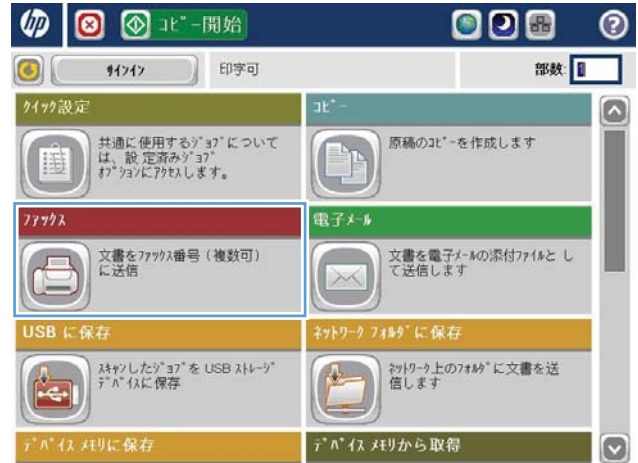 hp
ｺﾋﾟｰ開始
?
ｻｲﾝｲﾝ
印字可
部数: 1
ｸｲｯｸ設定
共通に使用するｼﾞｮﾌﾞについて
は、設 定済みｼﾞｮﾌﾞ
ｵﾌﾟｼｮﾝにｱｸｾｽします。
ｺﾋﾟｰ
原稿のｺﾋﾟｰを作成します
ﾌｧｯｸｽ
文書をﾌｧｯｸｽ番号 (複数可)
に送信
電子ﾒｰﾙ
文書を電子ﾒｰﾙの添付ﾌｧｲﾙと し
て送信します
USB に保存
ｽｷｬﾝしたｼﾞｮﾌﾞを USB ｽﾄﾚｰｼﾞ
ﾃﾞﾊﾞｲｽに保存
ﾈｯﾄﾜｰｸ ﾌｫﾙﾀﾞに保存
ﾈｯﾄﾜｰｸ上のﾌｫﾙﾀﾞに文書を送
信します
ﾃﾞﾊﾞｲｽ ﾒﾓﾘに保存
ﾃﾞﾊﾞｲｽ ﾒﾓﾘから取得